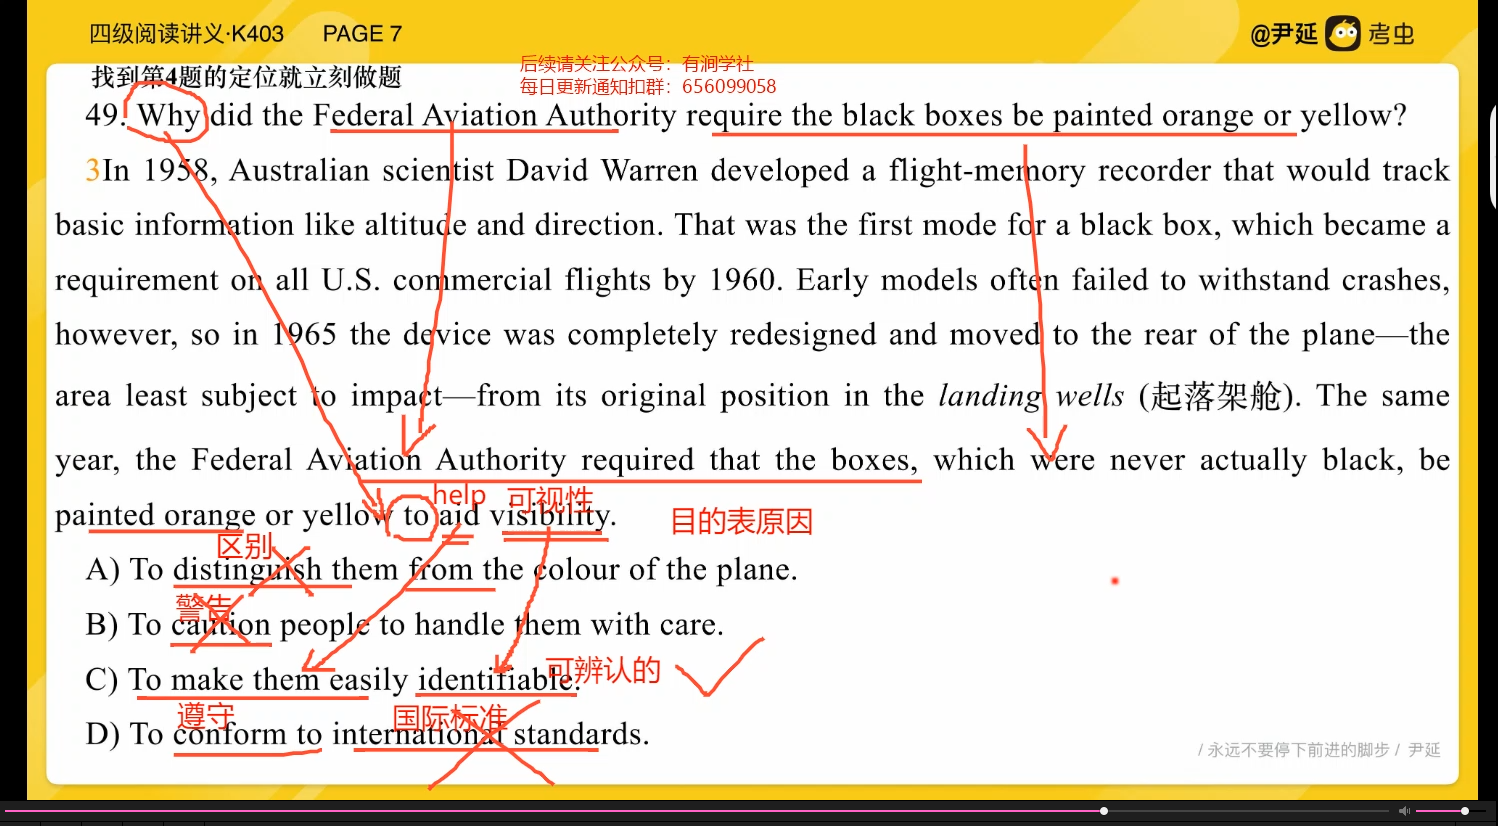 四级阅读讲义·K403 PAGE 7
@尹延 考虫
后续请关注公众号：有涧学社
找到第4题的定位就立刻做题
每日更新通知扣群：656099058
49. Why did the Federal Aviation Authority require the black boxes be painted orange or yellow?
3In 1958, Australian scientist David Warren developed a flight-memory recorder that would track
basic information like altitude and direction. That was the first mode for a black box, which became a
requirement on all U.S. commercial flights by 1960. Early models often failed to withstand crashes,
however, so in 1965 the device was completely redesigned and moved to the rear of the plane—the
area least subject to impact—from its original position in the landing wells (起落架舱). The same
year, the Federal Aviation Authority required that the boxes, which were never actually black, be
help 可视性
painted orange or yellow to aid visibility.
目的表原因
区别
A) To distinguish them from the colour of the plane.
警告
B) To caution people to handle them with care.
C) To make them easily identifiable.
可辨认的
遵守 国际标准
D) To conform to international standards.
/ 永远不要停下前进的脚步 / 尹延